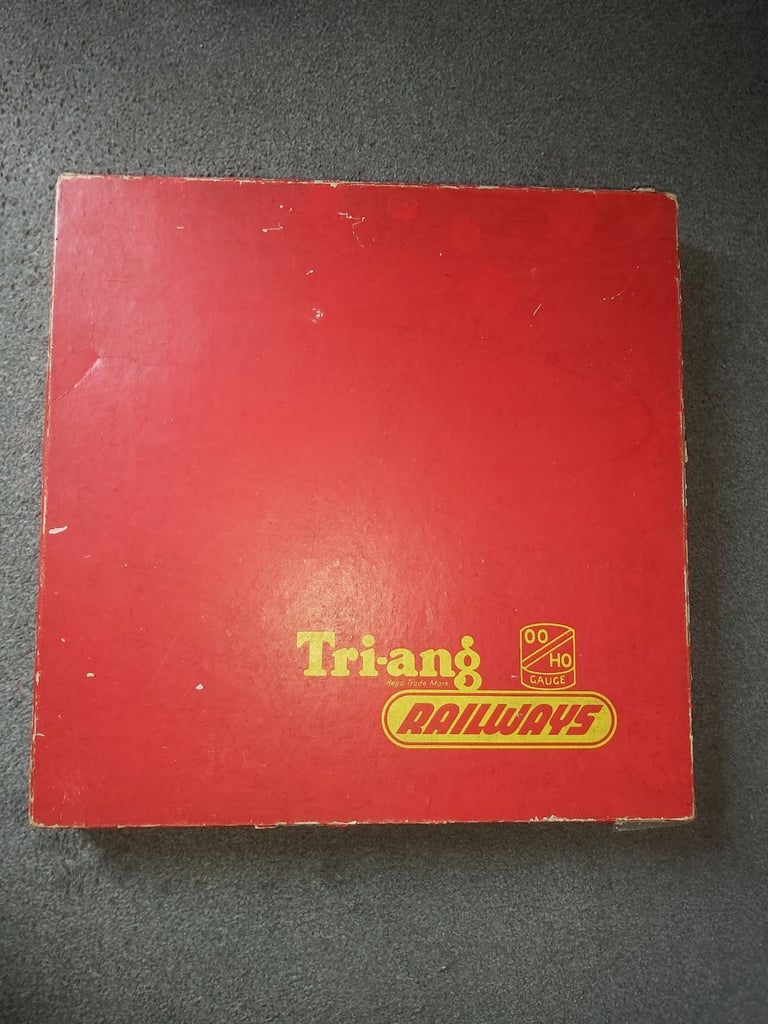 Tri-ang
Regd. Trade Mark
OO/HO
GAUGE
RAILWAYS